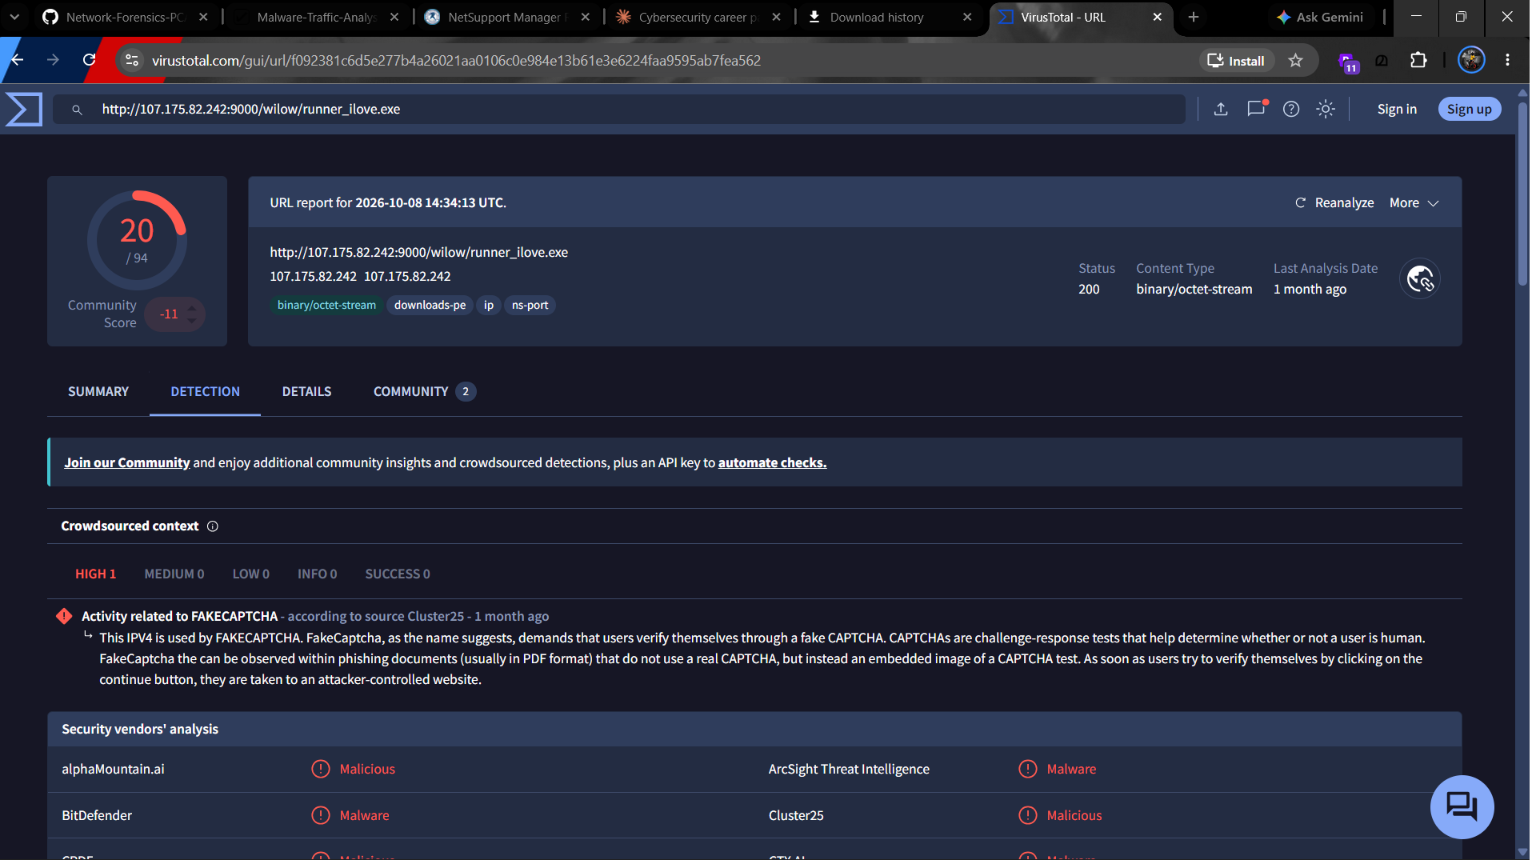 Network-Forensics-PC
Malware-Traffic-Analys
NetSupport Manager
Cybersecurity career p
Download history
VirusTotal - URL
Ask Gemini
virustotal.com/gui/url/f092381c6d5e277b4a26021aa0106c0e984e13b61e3e6224faa9595ab7fea562
Install
11
http://107.175.82.242:9000/wilow/runner_ilove.exe
Sign in
Sign up
20
/ 94
Community Score
-11
URL report for 2026-10-08 14:34:13 UTC.
Reanalyze
More
http://107.175.82.242:9000/wilow/runner_ilove.exe
107.175.82.242 107.175.82.242
binary/octet-stream downloads-pe ip ns-port
Status
200
Content Type
binary/octet-stream
Last Analysis Date
1 month ago
SUMMARY
DETECTION
DETAILS
COMMUNITY 2
Join our Community and enjoy additional community insights and crowdsourced detections, plus an API key to automate checks.
Crowdsourced context
HIGH 1 MEDIUM 0 LOW 0 INFO 0 SUCCESS 0
Activity related to FAKECAPTCHA - according to source Cluster25 - 1 month ago
This IPV4 is used by FAKECAPTCHA. FakeCaptcha, as the name suggests, demands that users verify themselves through a fake CAPTCHA. CAPTCHAs are challenge-response tests that help determine whether or not a user is human.
FakeCaptcha the can be observed within phishing documents (usually in PDF format) that do not use a real CAPTCHA, but instead an embedded image of a CAPTCHA test. As soon as users try to verify themselves by clicking on the
continue button, they are taken to an attacker-controlled website.
Security vendors' analysis
alphaMountain.ai Malicious ArcSight Threat Intelligence Malware
BitDefender Malware Cluster25 Malicious